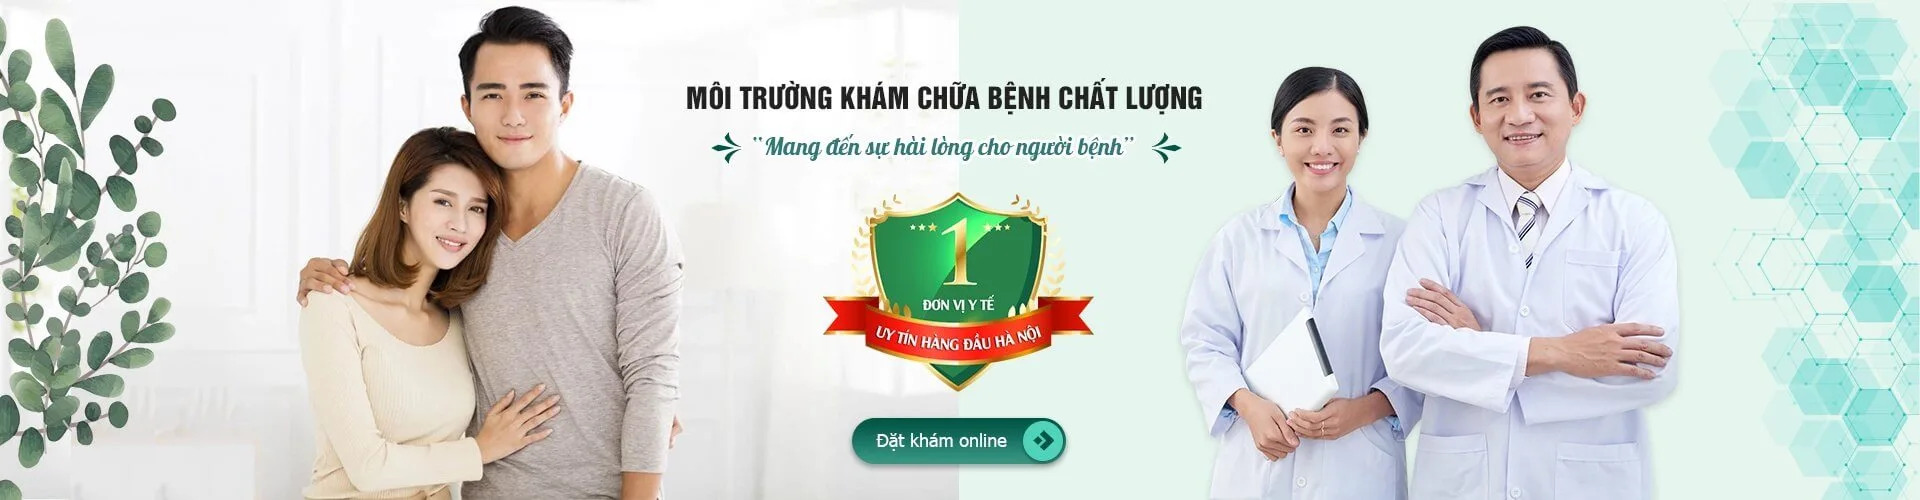 MÔI TRƯỜNG KHÁM CHỮA BỆNH CHẤT LƯỢNG
“Mang đến sự hài lòng cho người bệnh”
1
ĐƠN VỊ Y TẾ
UY TÍN HÀNG ĐẦU HÀ NỘI
Đặt khám online